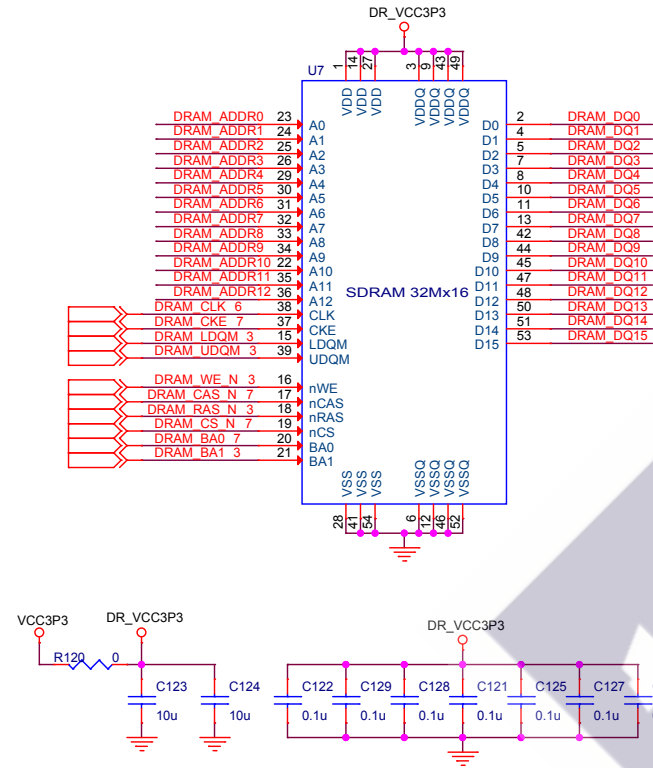 DR_VCC3P3
U7
1 14 27 3 9 43 49
VDD VDD VDD VDDQ VDDQ VDDQ VDDQ
DRAM_ADDR0 23 A0 D0 2 DRAM_DQ0
DRAM_ADDR1 24 A1 D1 4 DRAM_DQ1
DRAM_ADDR2 25 A2 D2 5 DRAM_DQ2
DRAM_ADDR3 26 A3 D3 7 DRAM_DQ3
DRAM_ADDR4 29 A4 D4 8 DRAM_DQ4
DRAM_ADDR5 30 A5 D5 10 DRAM_DQ5
DRAM_ADDR6 31 A6 D6 11 DRAM_DQ6
DRAM_ADDR7 32 A7 D7 13 DRAM_DQ7
DRAM_ADDR8 33 A8 D8 42 DRAM_DQ8
DRAM_ADDR9 34 A9 D9 44 DRAM_DQ9
DRAM_ADDR10 22 A10 D10 45 DRAM_DQ10
DRAM_ADDR11 35 A11 D11 47 DRAM_DQ11
DRAM_ADDR12 36 A12 D12 48 DRAM_DQ12
SDRAM 32Mx16
DRAM_CLK 6 38 CLK D13 50 DRAM_DQ13
DRAM_CKE 7 37 CKE D14 51 DRAM_DQ14
DRAM_LDQM 3 15 LDQM D15 53 DRAM_DQ15
DRAM_UDQM 3 39 UDQM
DRAM_WE_N 3 16 nWE
DRAM_CAS_N 7 17 nCAS
DRAM_RAS_N 3 18 nRAS
DRAM_CS_N 7 19 nCS
DRAM_BA0 7 20 BA0
DRAM_BA1 3 21 BA1
VSS VSS VSS VSSQ VSSQ VSSQ VSSQ
28 41 54 6 12 46 52
VCC3P3 DR_VCC3P3 DR_VCC3P3
R120 0
C123 C124 C122 C129 C128 C121 C125 C127
10u 10u 0.1u 0.1u 0.1u 0.1u 0.1u 0.1u